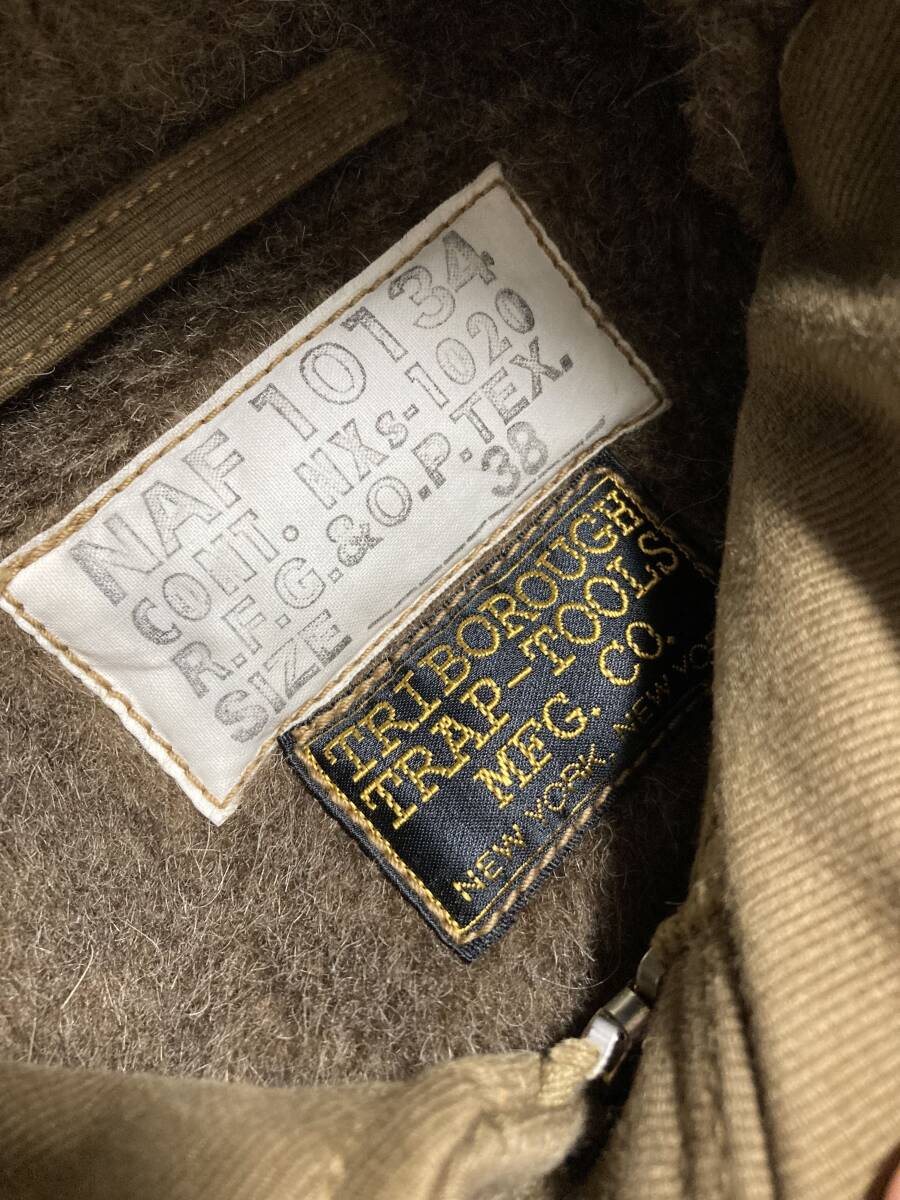 NAF 10134
CONT. NXs-1020
R.F.G.&O.P.TEX.
SIZE 38
TRIBOROUGH
TRAP-TOOLS
MFG. CO.
NEW YORK, NEW YORK